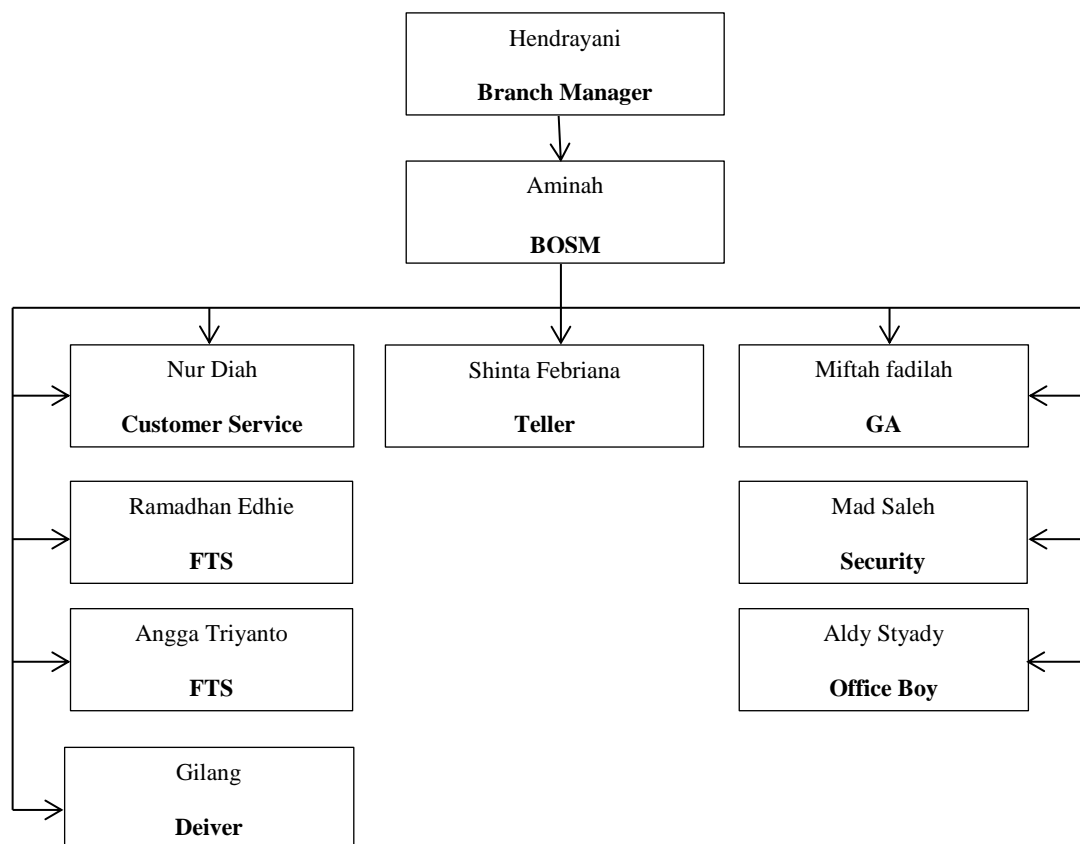 Hendrayani
Branch Manager
Aminah
BOSM
Nur Diah
Customer Service
Shinta Febriana
Teller
Miftah fadilah
GA
Ramadhan Edhie
FTS
Mad Saleh
Security
Angga Triyanto
FTS
Aldy Styady
Office Boy
Gilang
Deiver